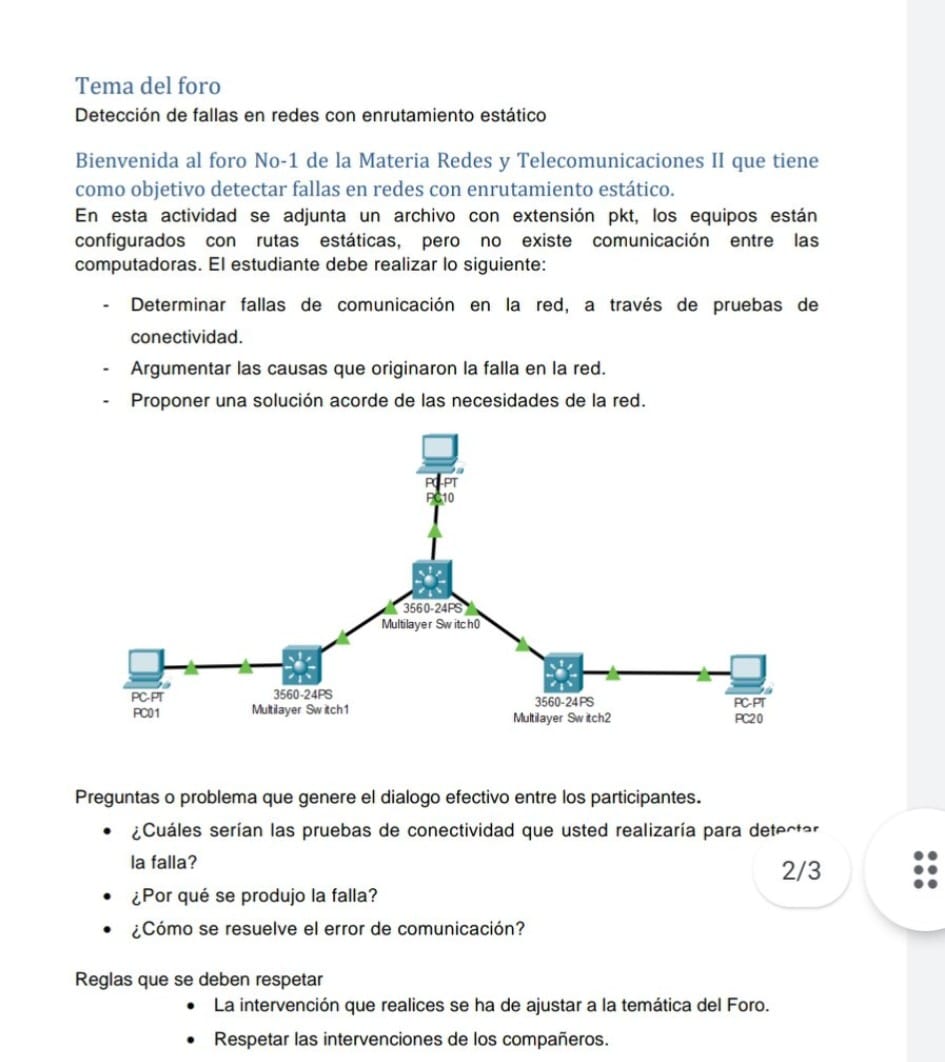 Tema del foro
Detección de fallas en redes con enrutamiento estático
Bienvenida al foro No-1 de la Materia Redes y Telecomunicaciones II que tiene
como objetivo detectar fallas en redes con enrutamiento estático.
En esta actividad se adjunta un archivo con extensión pkt, los equipos están
configurados con rutas estáticas, pero no existe comunicación entre las
computadoras. El estudiante debe realizar lo siguiente:
- Determinar fallas de comunicación en la red, a través de pruebas de
conectividad.
- Argumentar las causas que originaron la falla en la red.
- Proponer una solución acorde de las necesidades de la red.
PC-PT
PC10
3560-24PS
Multilayer Switch0
PC-PT
PC01
3560-24PS
Multilayer Switch1
3560-24PS
Multilayer Switch2
PC-PT
PC20
Preguntas o problema que genere el dialogo efectivo entre los participantes.
• ¿Cuáles serían las pruebas de conectividad que usted realizaría para detectar
la falla?
2/3
• ¿Por qué se produjo la falla?
• ¿Cómo se resuelve el error de comunicación?
Reglas que se deben respetar
• La intervención que realices se ha de ajustar a la temática del Foro.
• Respetar las intervenciones de los compañeros.